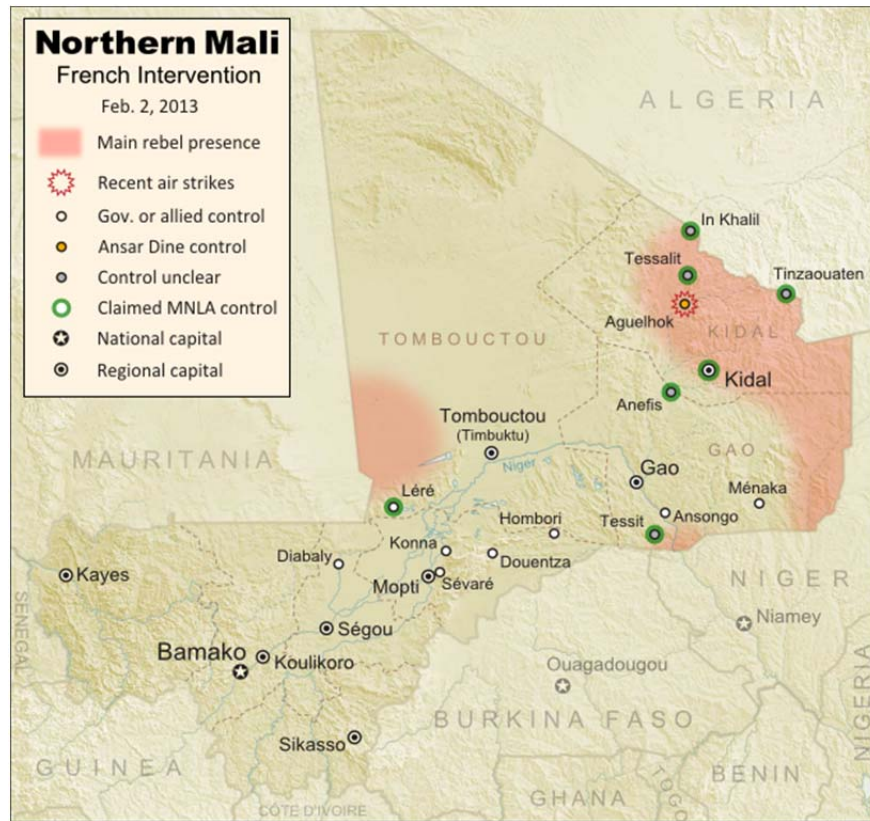 Northern Mali
French Intervention
Feb. 2, 2013
Main rebel presence
Recent air strikes
Gov. or allied control
Ansar Dine control
Control unclear
Claimed MNLA control
National capital
Regional capital
ALGERIA
In Khalil
Tessalit
Tinzaouaten
Aguelhok
KIDAL
TOMBOUCTOU
Kidal
Anefis
Tombouctou
(Timbuktu)
MAURITANIA
Niger
GAO
Gao
Léré
Ménaka
Hombori
Tessit
Ansongo
Konna
Diabaly
Douentza
Kayes
Mopti
Sévaré
NIGER
SENEGAL
Niamey
Ségou
Bamako
Koulikoro
Ouagadougou
NIGERIA
BURKINA FASO
Sikasso
GUINEA
BENIN
TOGO
GHANA
CÔTE D'IVOIRE